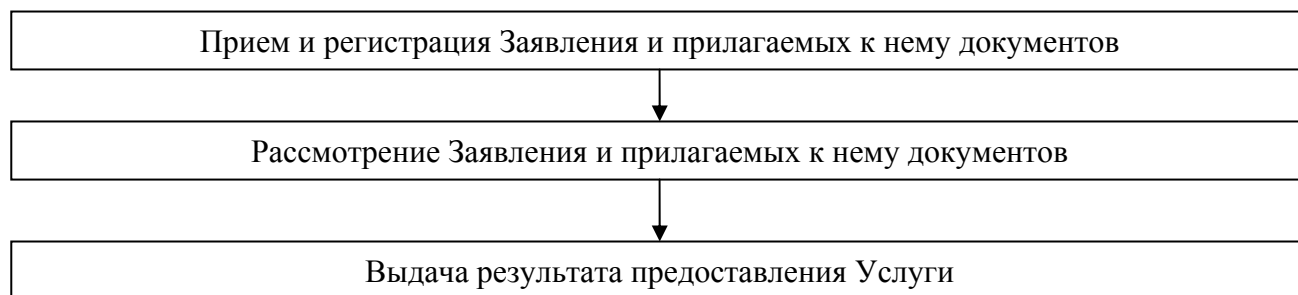 Прием и регистрация Заявления и прилагаемых к нему документов
Рассмотрение Заявления и прилагаемых к нему документов
Выдача результата предоставления Услуги